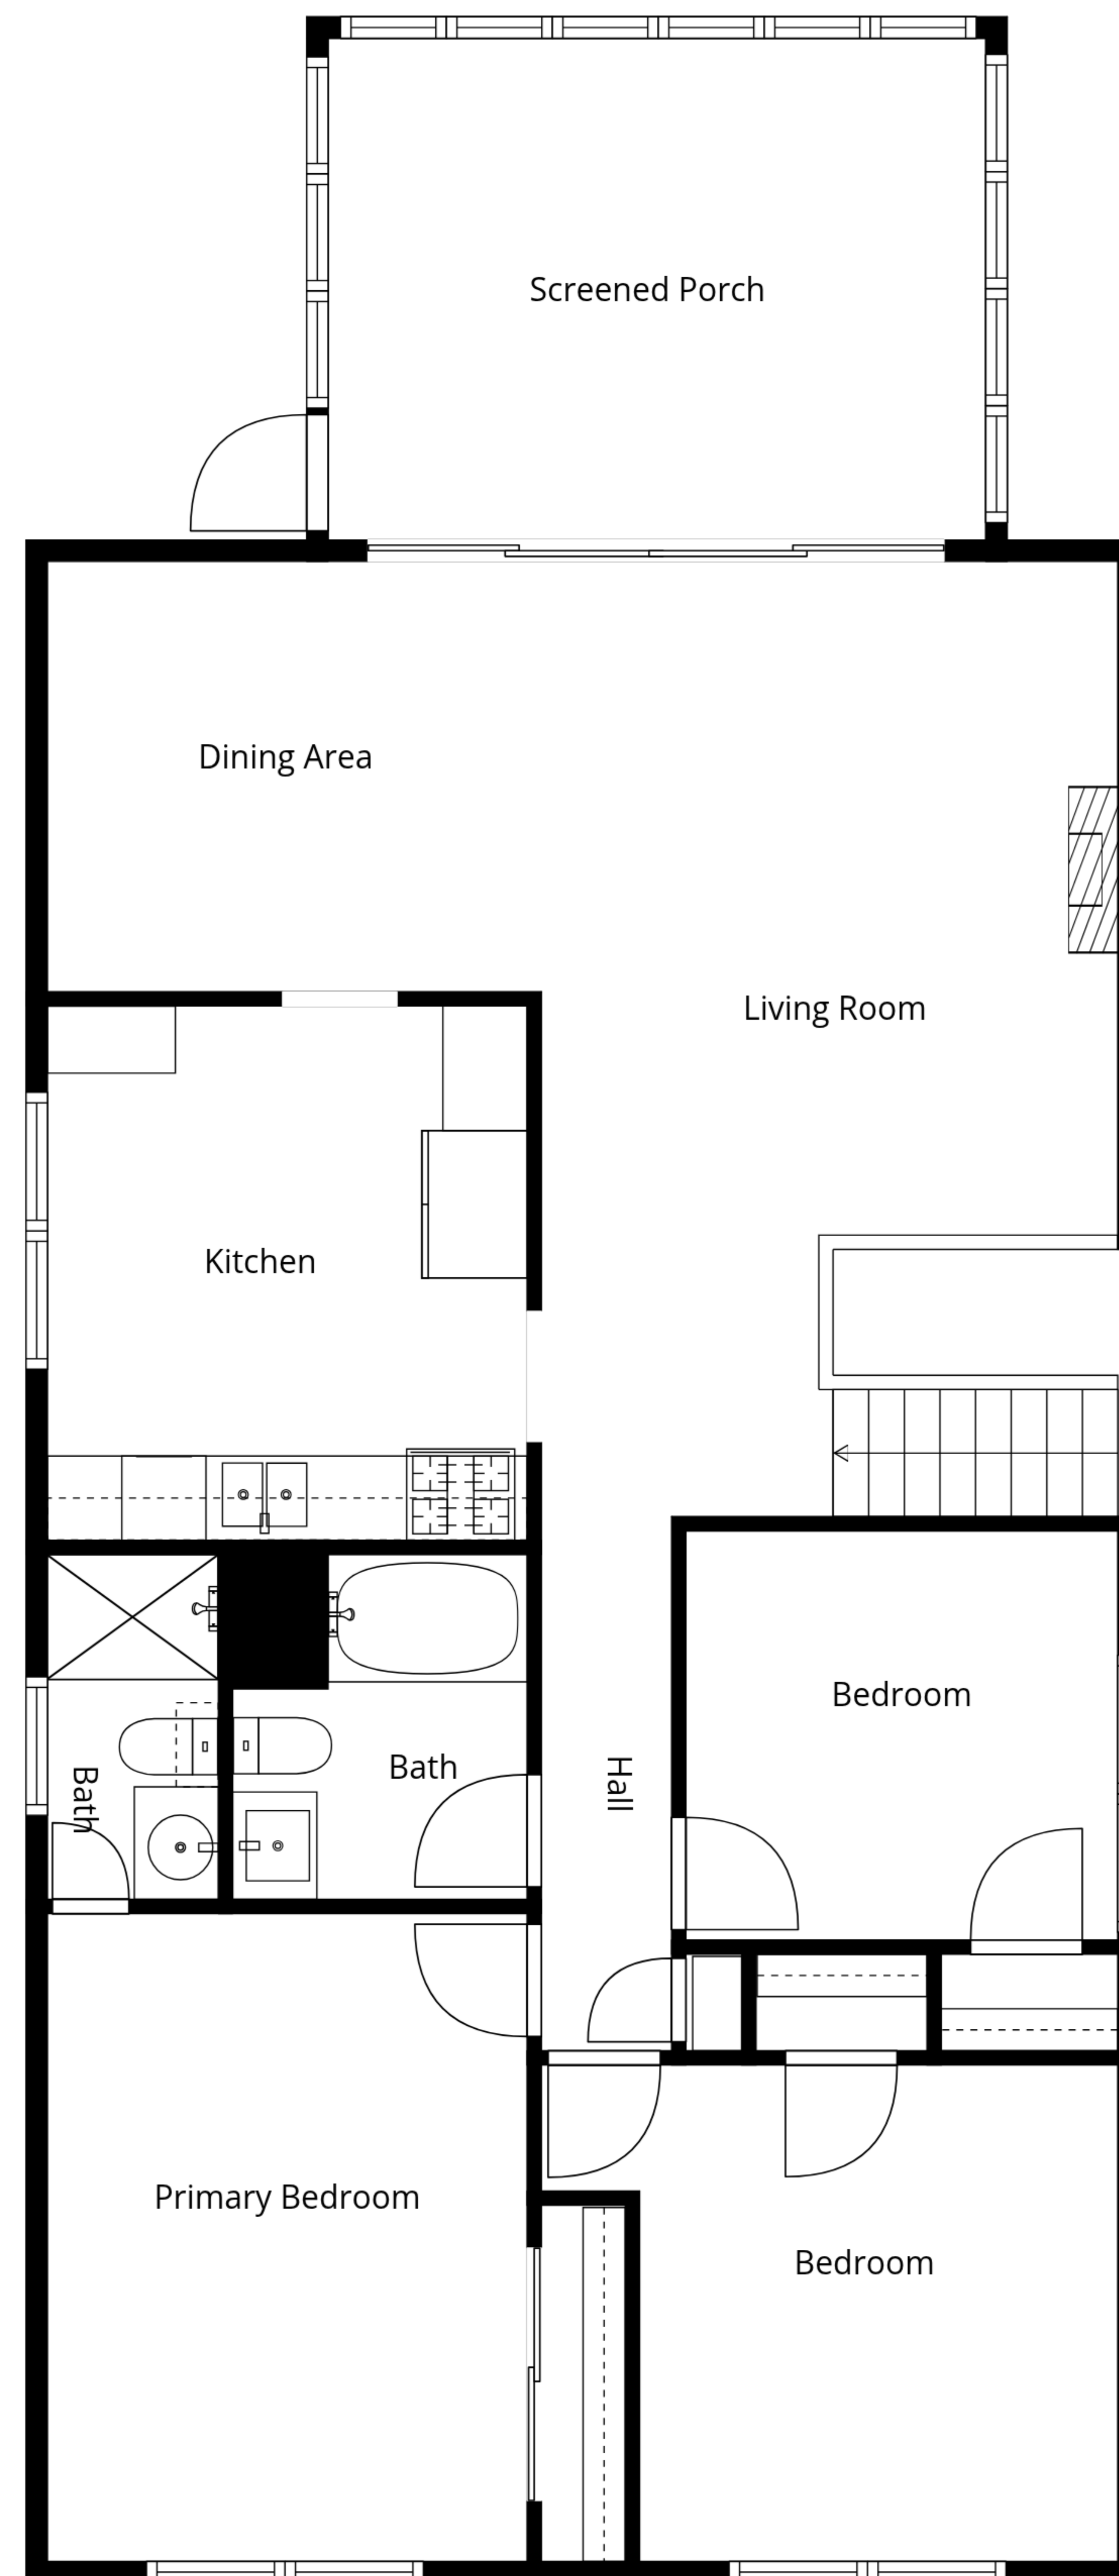 Screened Porch
Dining Area
Living Room
Kitchen
Bedroom
Bath
Bath
Hall
Primary Bedroom
Bedroom